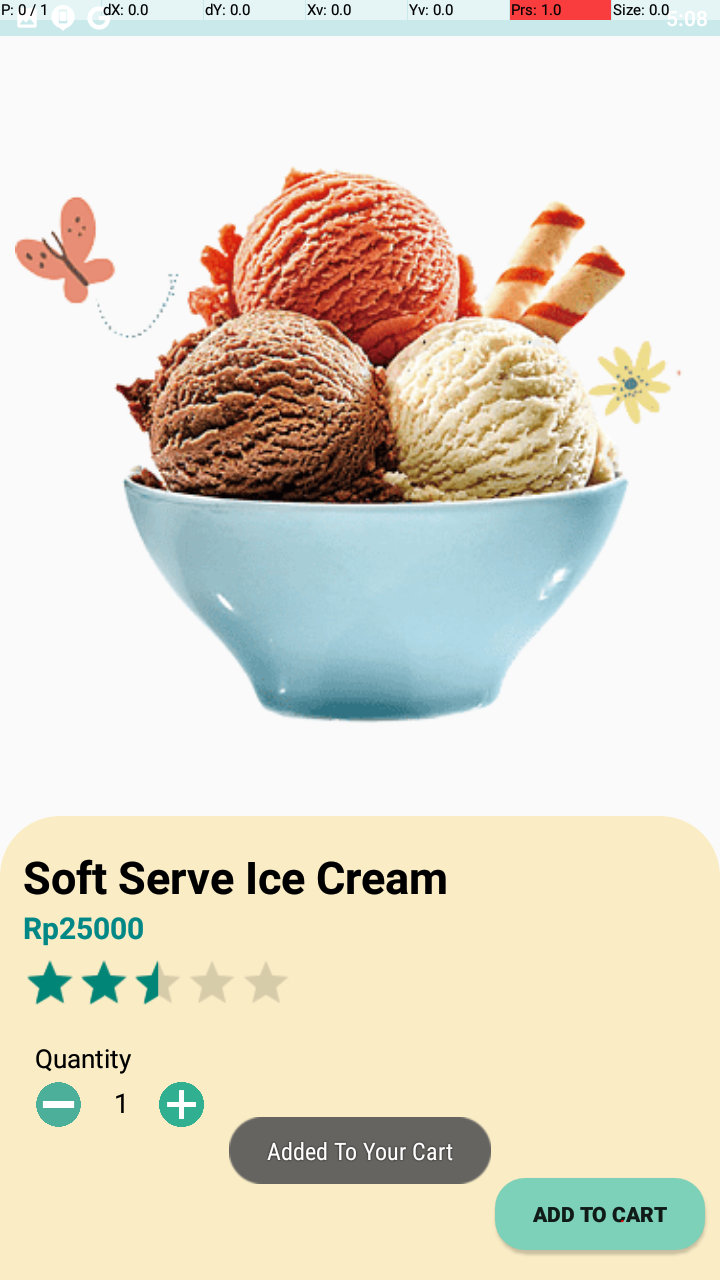 P: 0 / 1 dX: 0.0 dY: 0.0 Xv: 0.0 Yv: 0.0 Prs: 1.0 Size: 0.0
5:08
Soft Serve Ice Cream
Rp25000
Quantity
1
Added To Your Cart
ADD TO CART